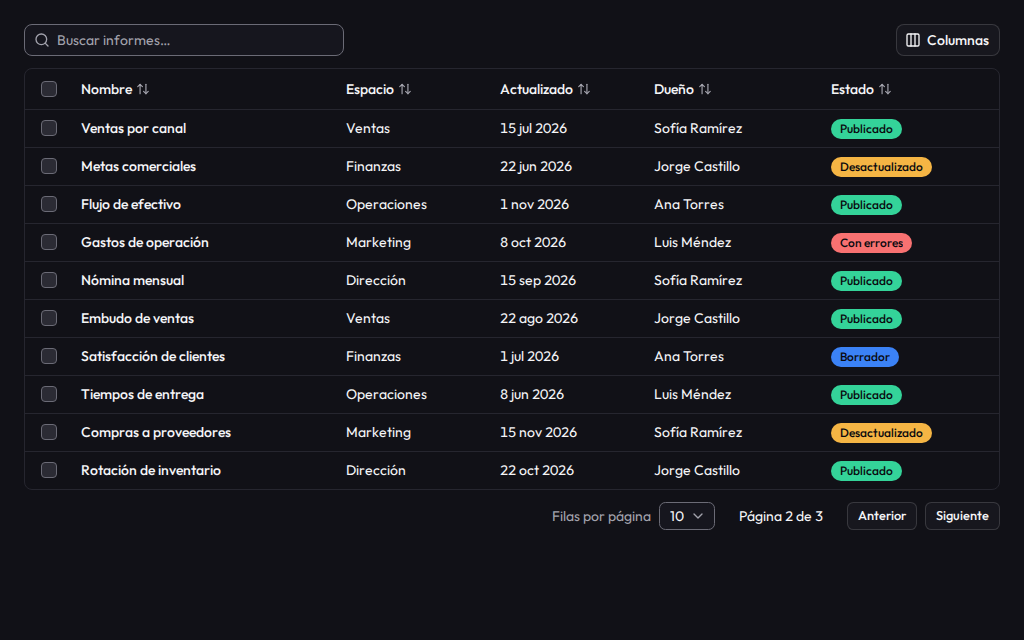 Buscar informes...
Columnas
Nombre Espacio Actualizado Dueño Estado
Ventas por canal Ventas 15 jul 2026 Sofía Ramírez Publicado
Metas comerciales Finanzas 22 jun 2026 Jorge Castillo Desactualizado
Flujo de efectivo Operaciones 1 nov 2026 Ana Torres Publicado
Gastos de operación Marketing 8 oct 2026 Luis Méndez Con errores
Nómina mensual Dirección 15 sep 2026 Sofía Ramírez Publicado
Embudo de ventas Ventas 22 ago 2026 Jorge Castillo Publicado
Satisfacción de clientes Finanzas 1 jul 2026 Ana Torres Borrador
Tiempos de entrega Operaciones 8 jun 2026 Luis Méndez Publicado
Compras a proveedores Marketing 15 nov 2026 Sofía Ramírez Desactualizado
Rotación de inventario Dirección 22 oct 2026 Jorge Castillo Publicado
Filas por página 10 Página 2 de 3 Anterior Siguiente